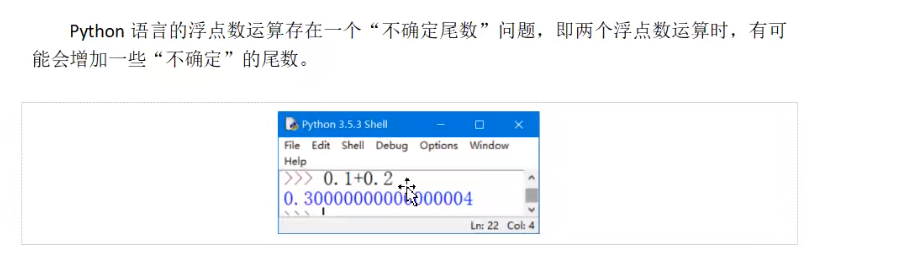 Python 语言的浮点数运算存在一个“不确定尾数”问题，即两个浮点数运算时，有可
能会增加一些“不确定”的尾数。
Python 3.5.3 Shell
File Edit Shell Debug Options Window
Help
>>> 0.1+0.2
0.30000000000000004
>>>
Ln: 22 Col: 4